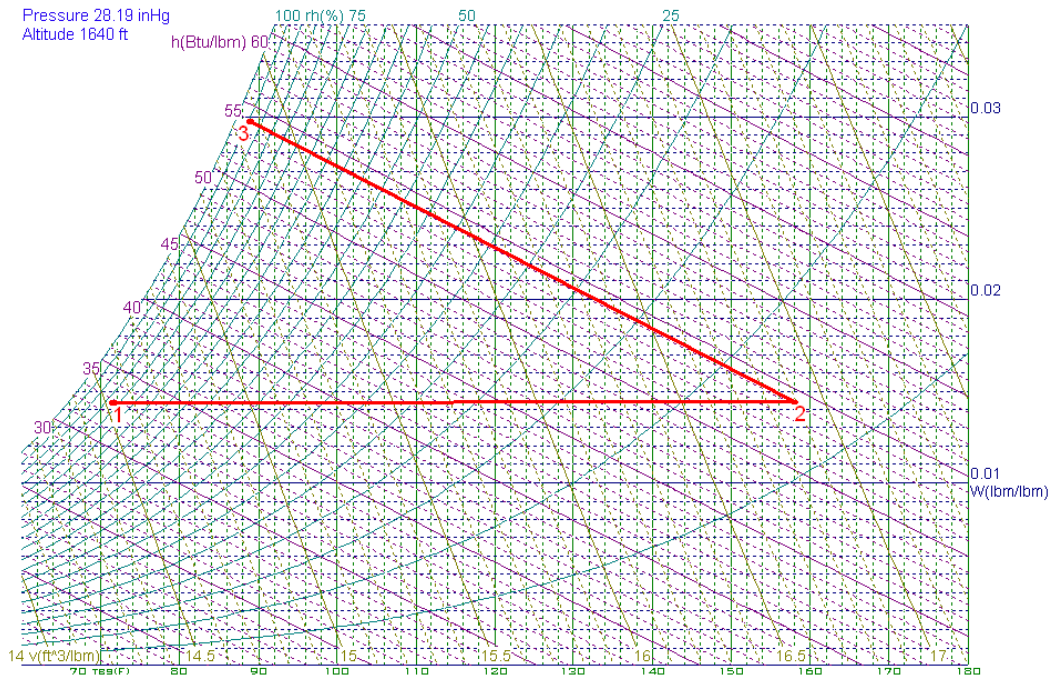 Pressure 28.19 inHg
Altitude 1640 ft
100 rh(%) 75 50 25
h(Btu/lbm) 60
55
3
0.03
50
45
40
0.02
35
1
2
30
0.01
W(lbm/lbm)
14 v(ft^3/lbm) 14.5 15 15.5 16 16.5 17
70 80 90 100 110 120 130 140 150 160 170 180